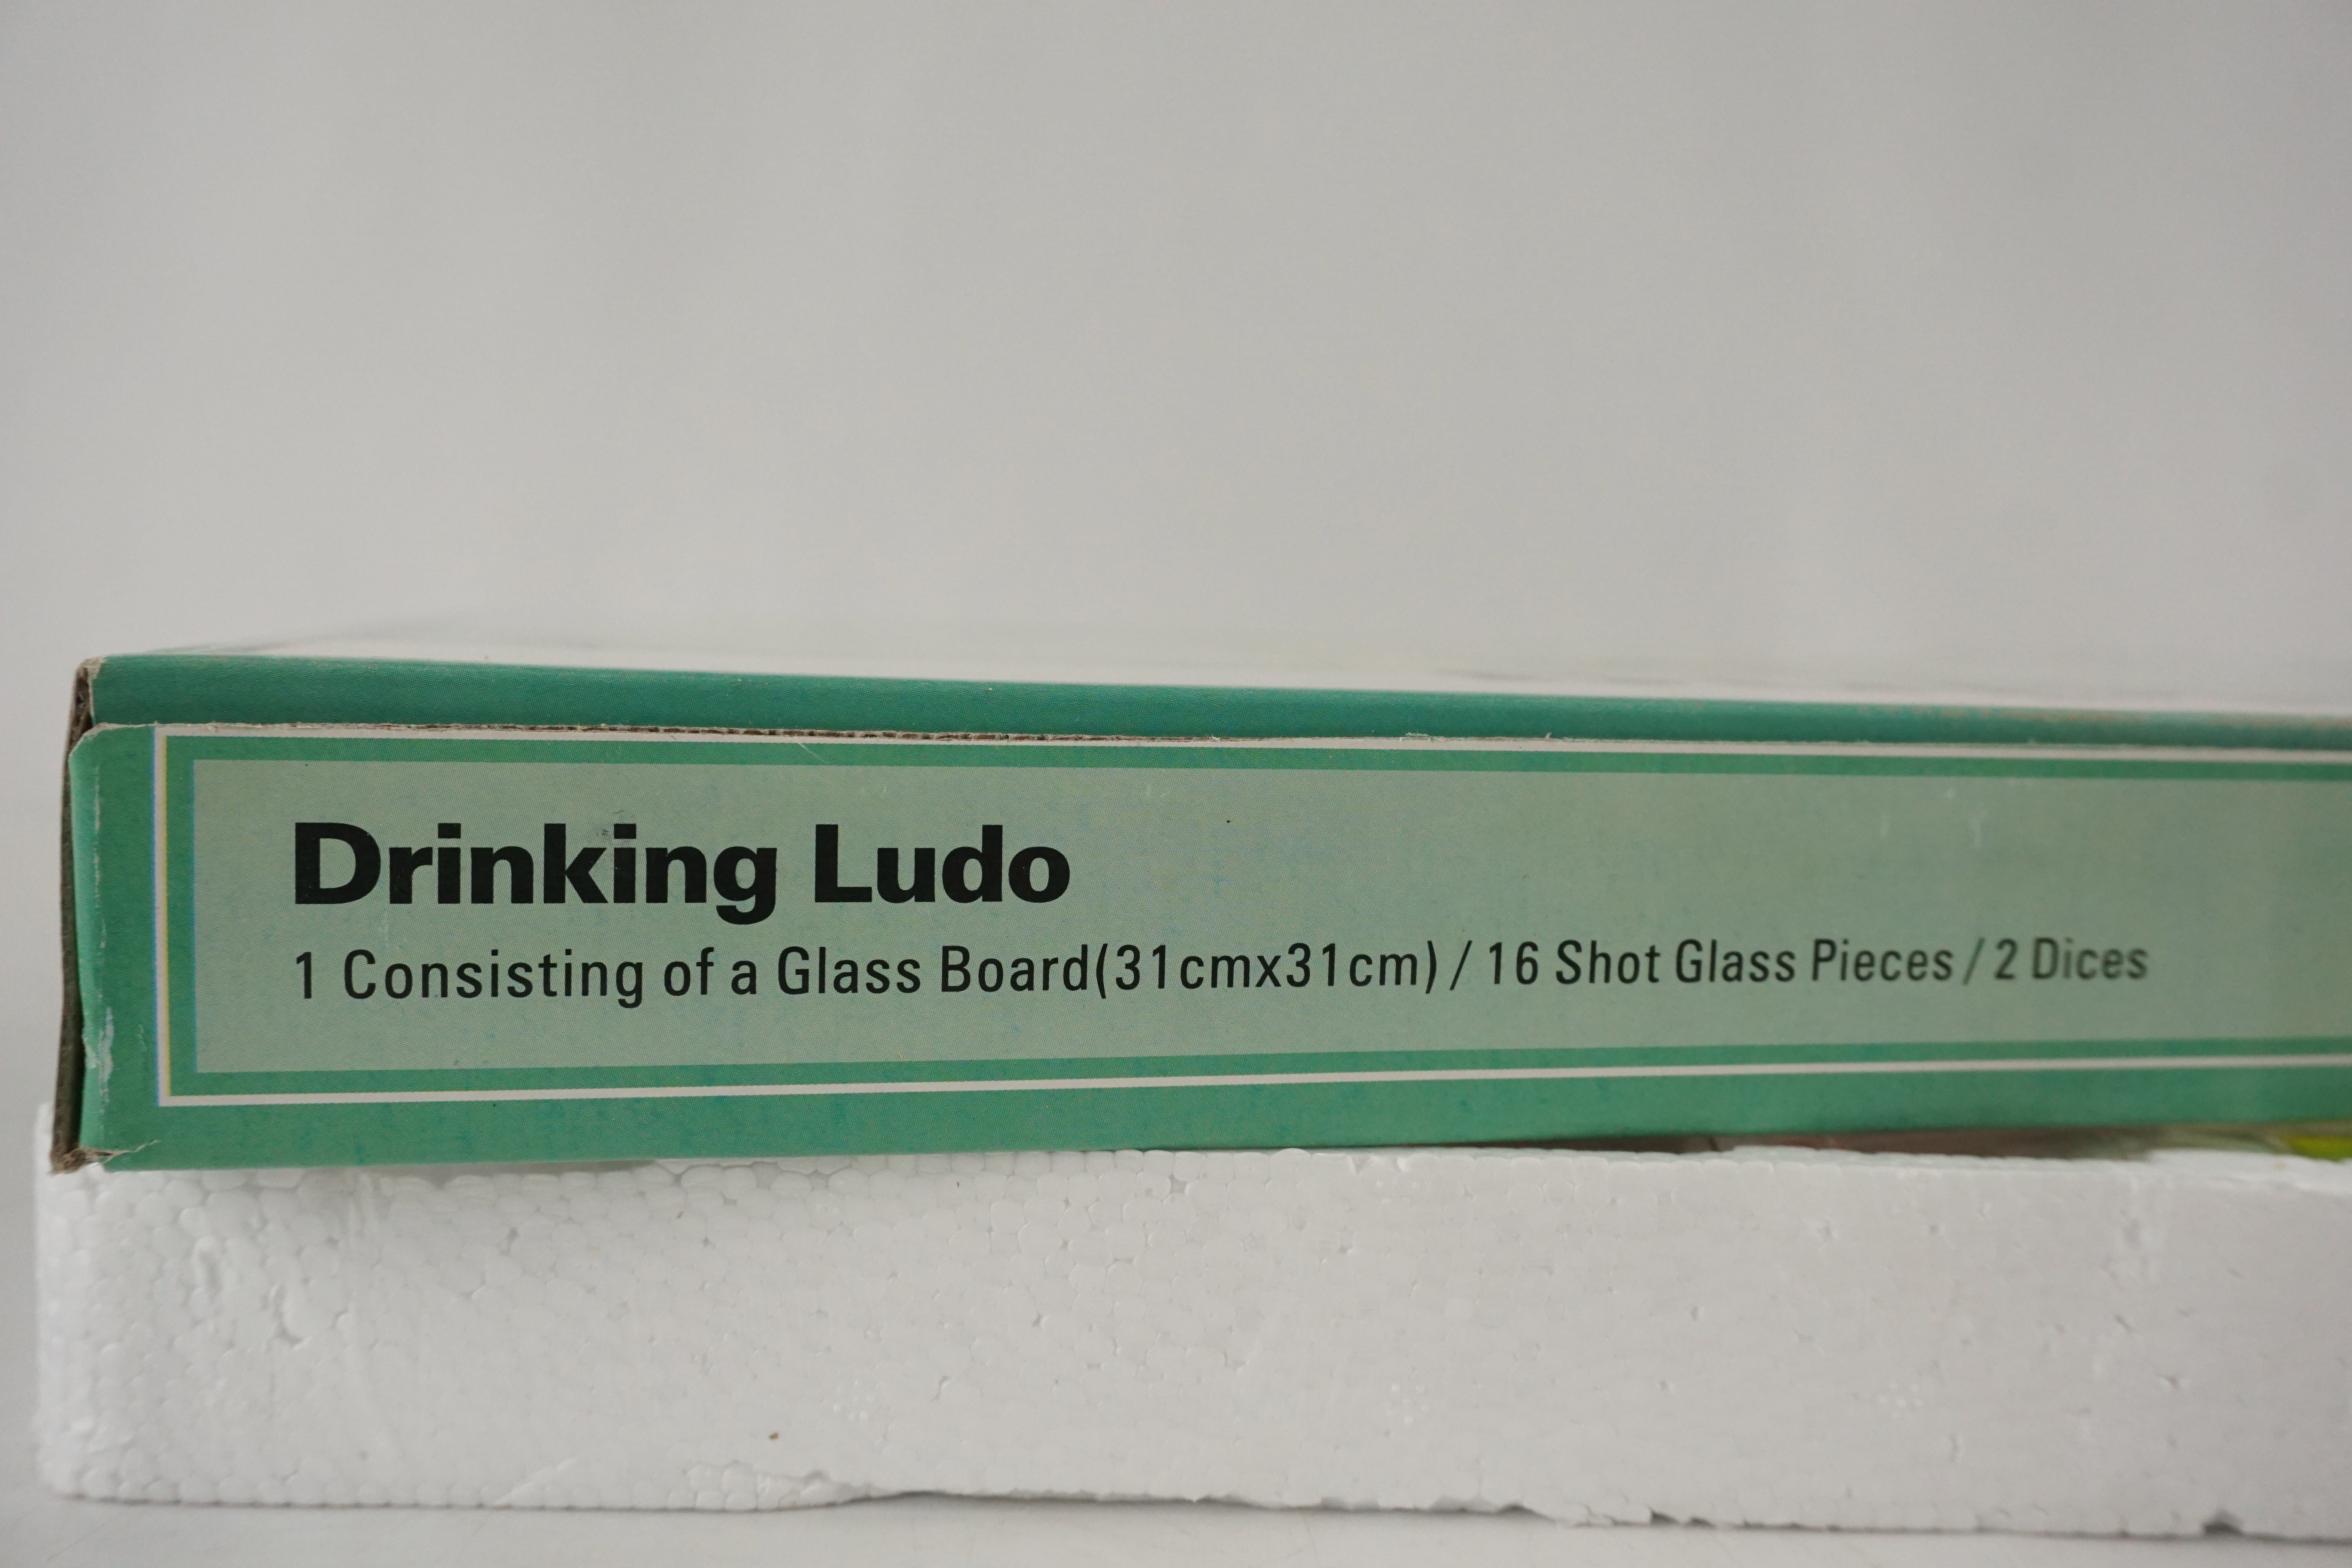 Drinking Ludo
1 Consisting of a Glass Board(31cmx31cm) / 16 Shot Glass Pieces / 2 Dices